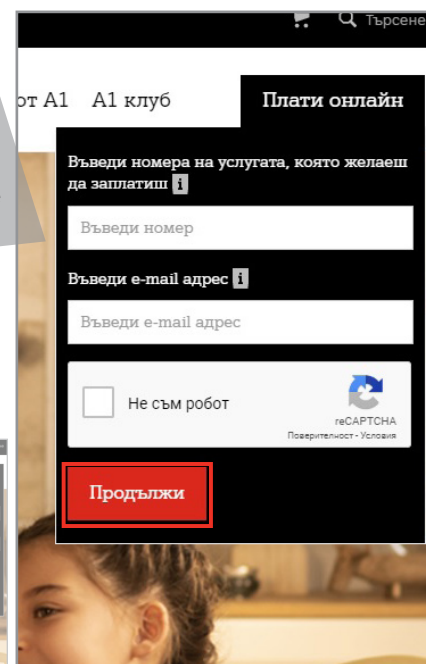 Търсене
от А1 А1 клуб Плати онлайн
Въведи номера на услугата, която желаеш
да заплатиш i
Въведи номер
Въведи e-mail адрес i
Въведи e-mail адрес
Не съм робот
reCAPTCHA
Поверителност - Условия
Продължи